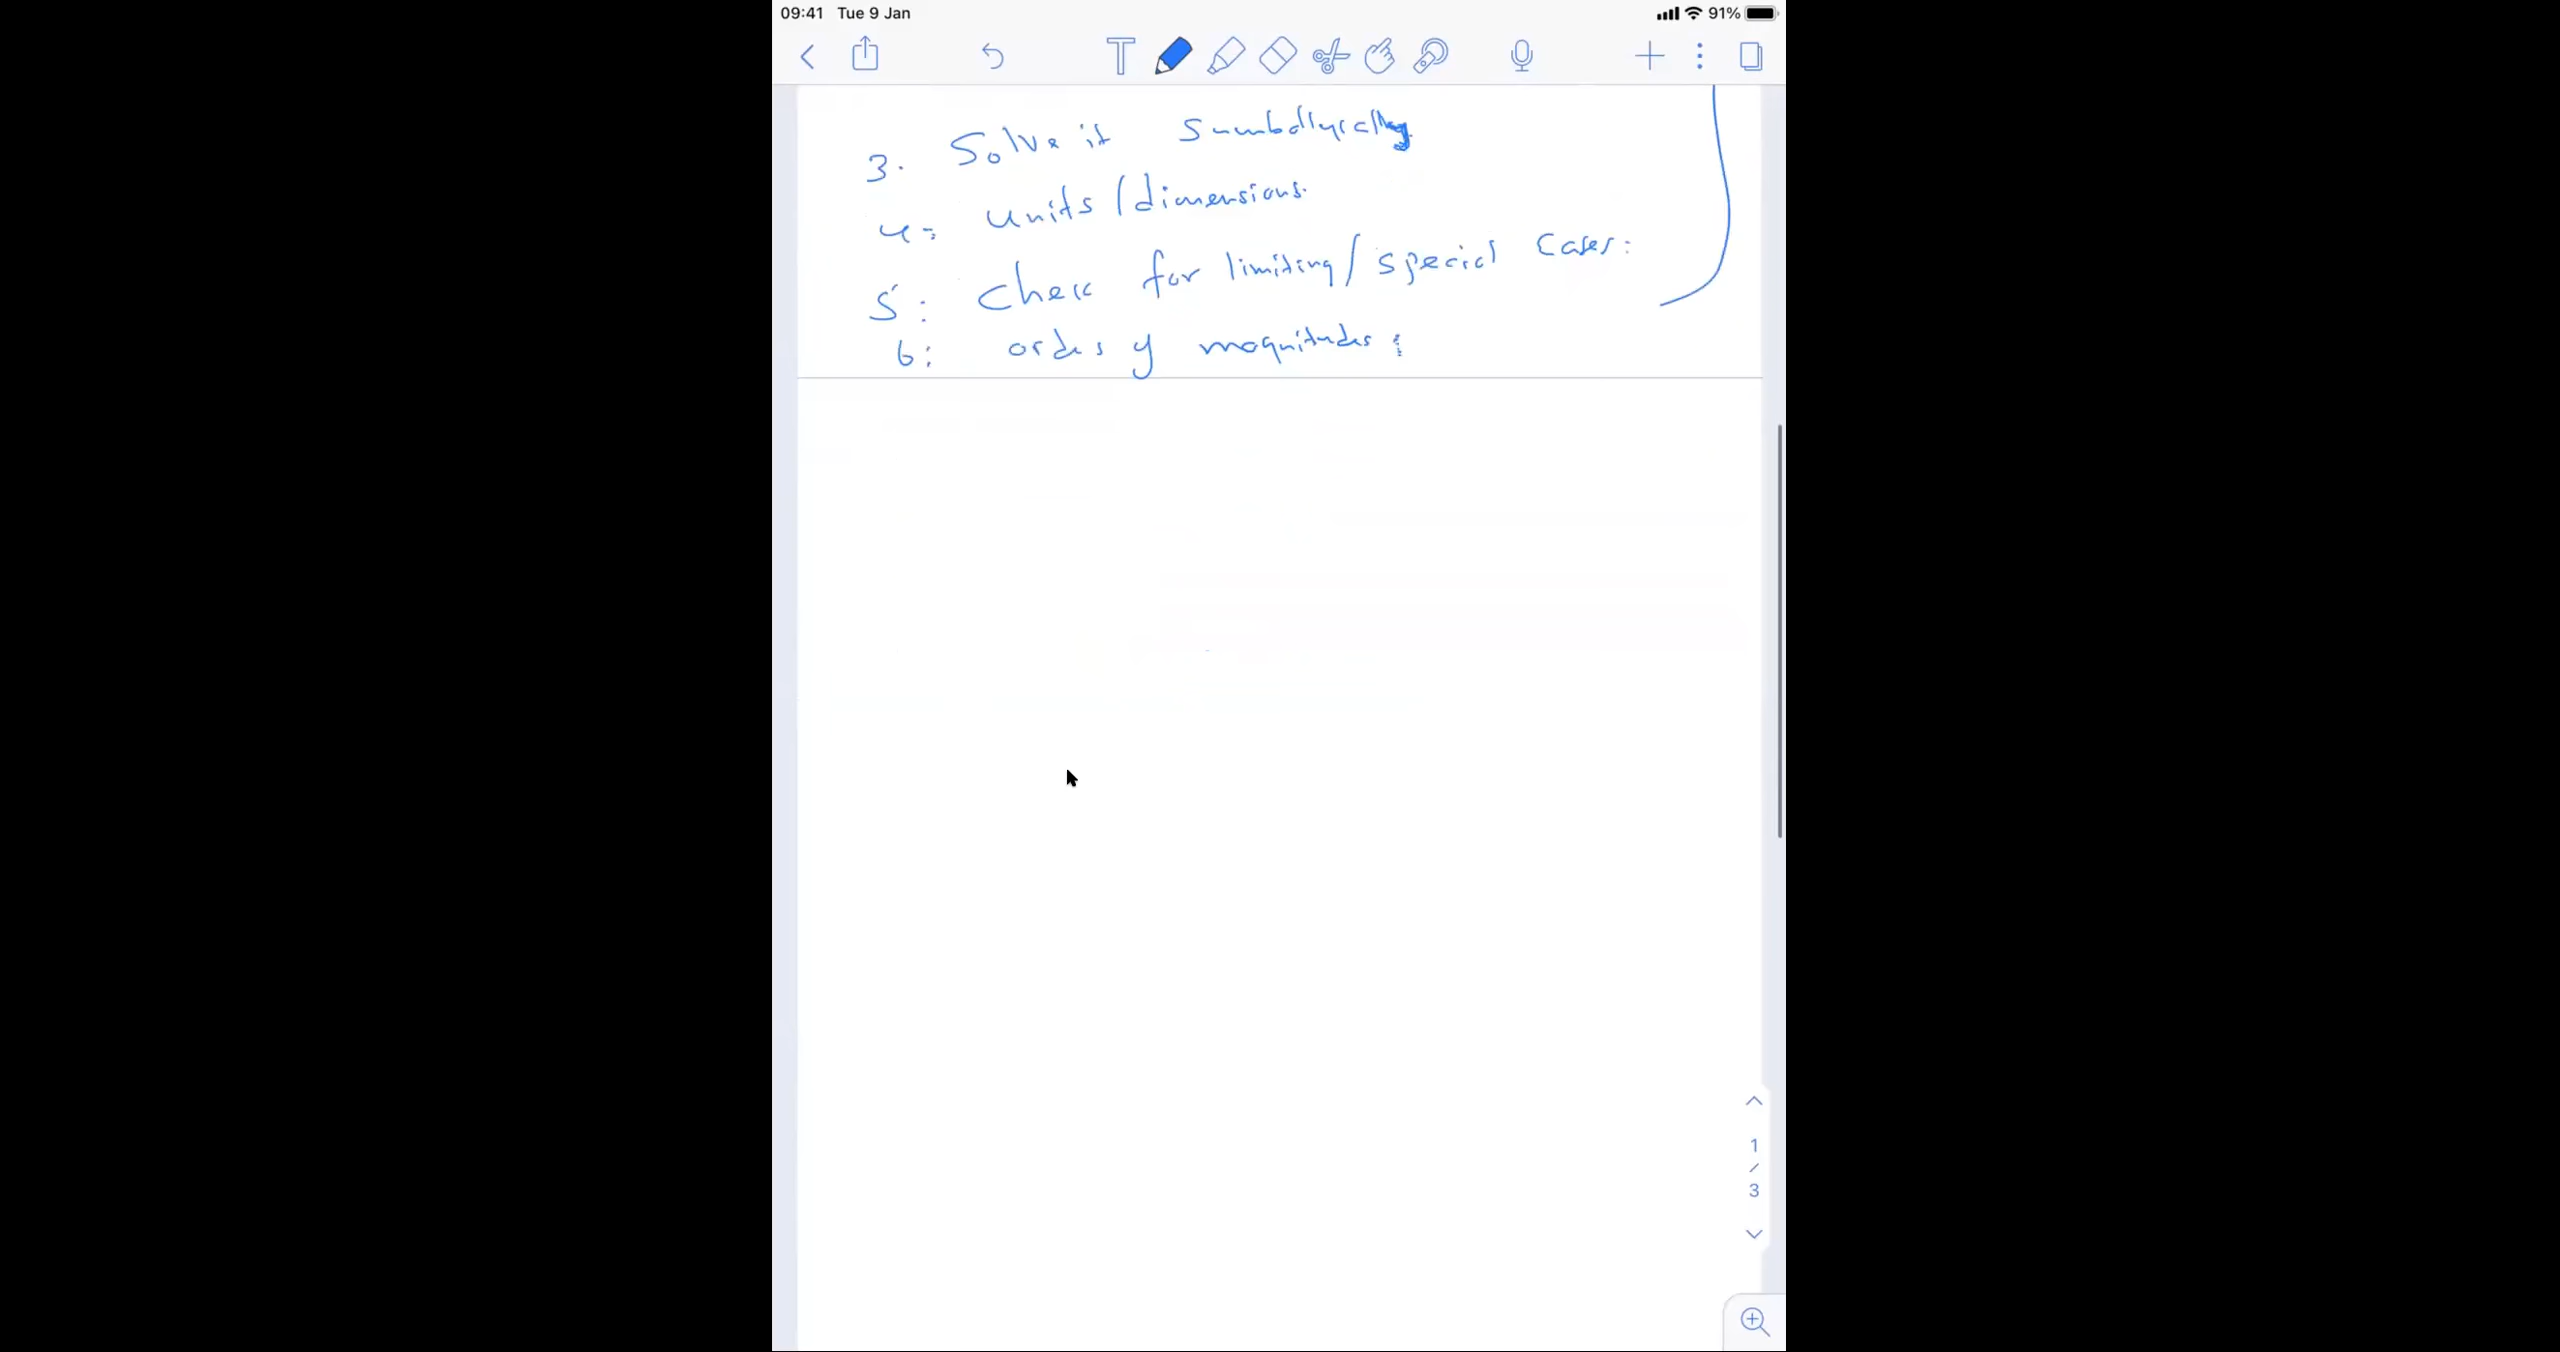 09:41 Tue 9 Jan 91%
3. Solve it Sumbollycally
4: units / dimensions.
5: Check for limiting / special cases:
6: order of magnitudes:
1
/
3